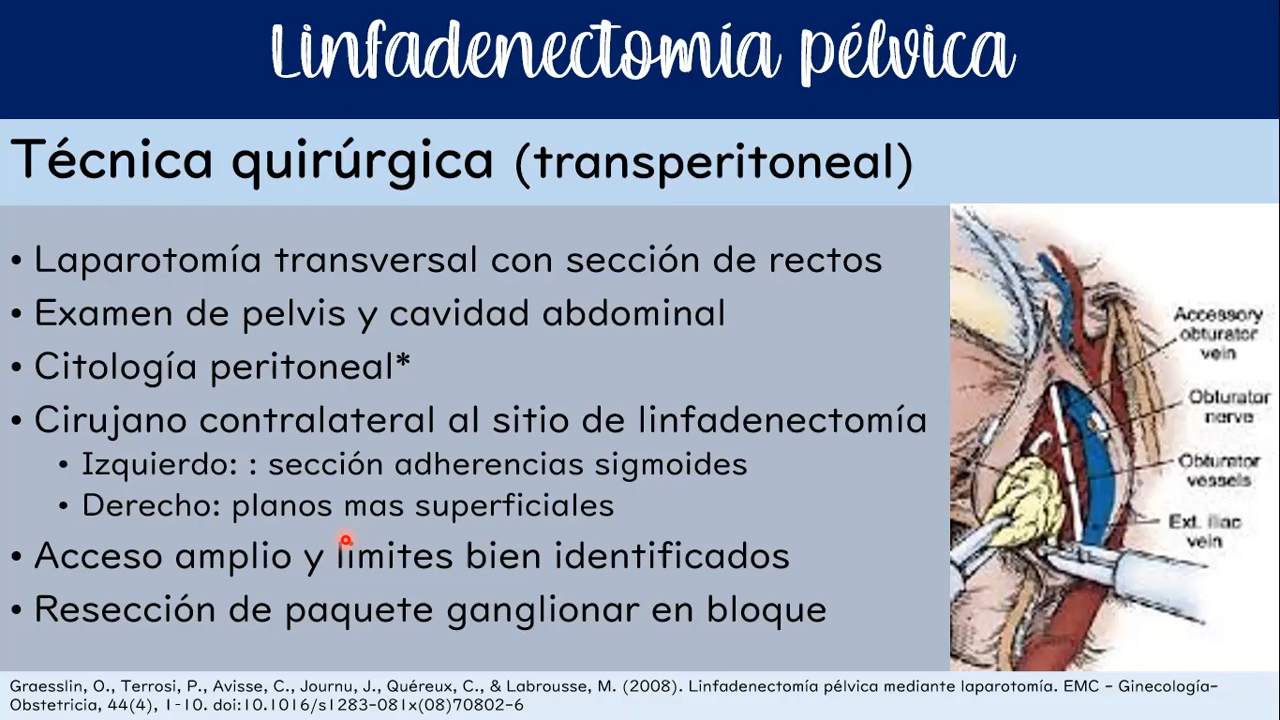 Linfadenectomía pélvica
Técnica quirúrgica (transperitoneal)
• Laparotomía transversal con sección de rectos
• Examen de pelvis y cavidad abdominal
• Citología peritoneal*
• Cirujano contralateral al sitio de linfadenectomía
• Izquierdo: : sección adherencias sigmoides
• Derecho: planos mas superficiales
• Acceso amplio y límites bien identificados
• Resección de paquete ganglionar en bloque
Accessory
obturator
vein
Obturator
nerve
Obturator
vessels
Ext. iliac
vein
Graesslin, O., Terrosi, P., Avisse, C., Journu, J., Quéreux, C., & Labrousse, M. (2008). Linfadenectomía pélvica mediante laparotomía. EMC - Ginecología-
Obstetricia, 44(4), 1-10. doi:10.1016/s1283-081x(08)70802-6